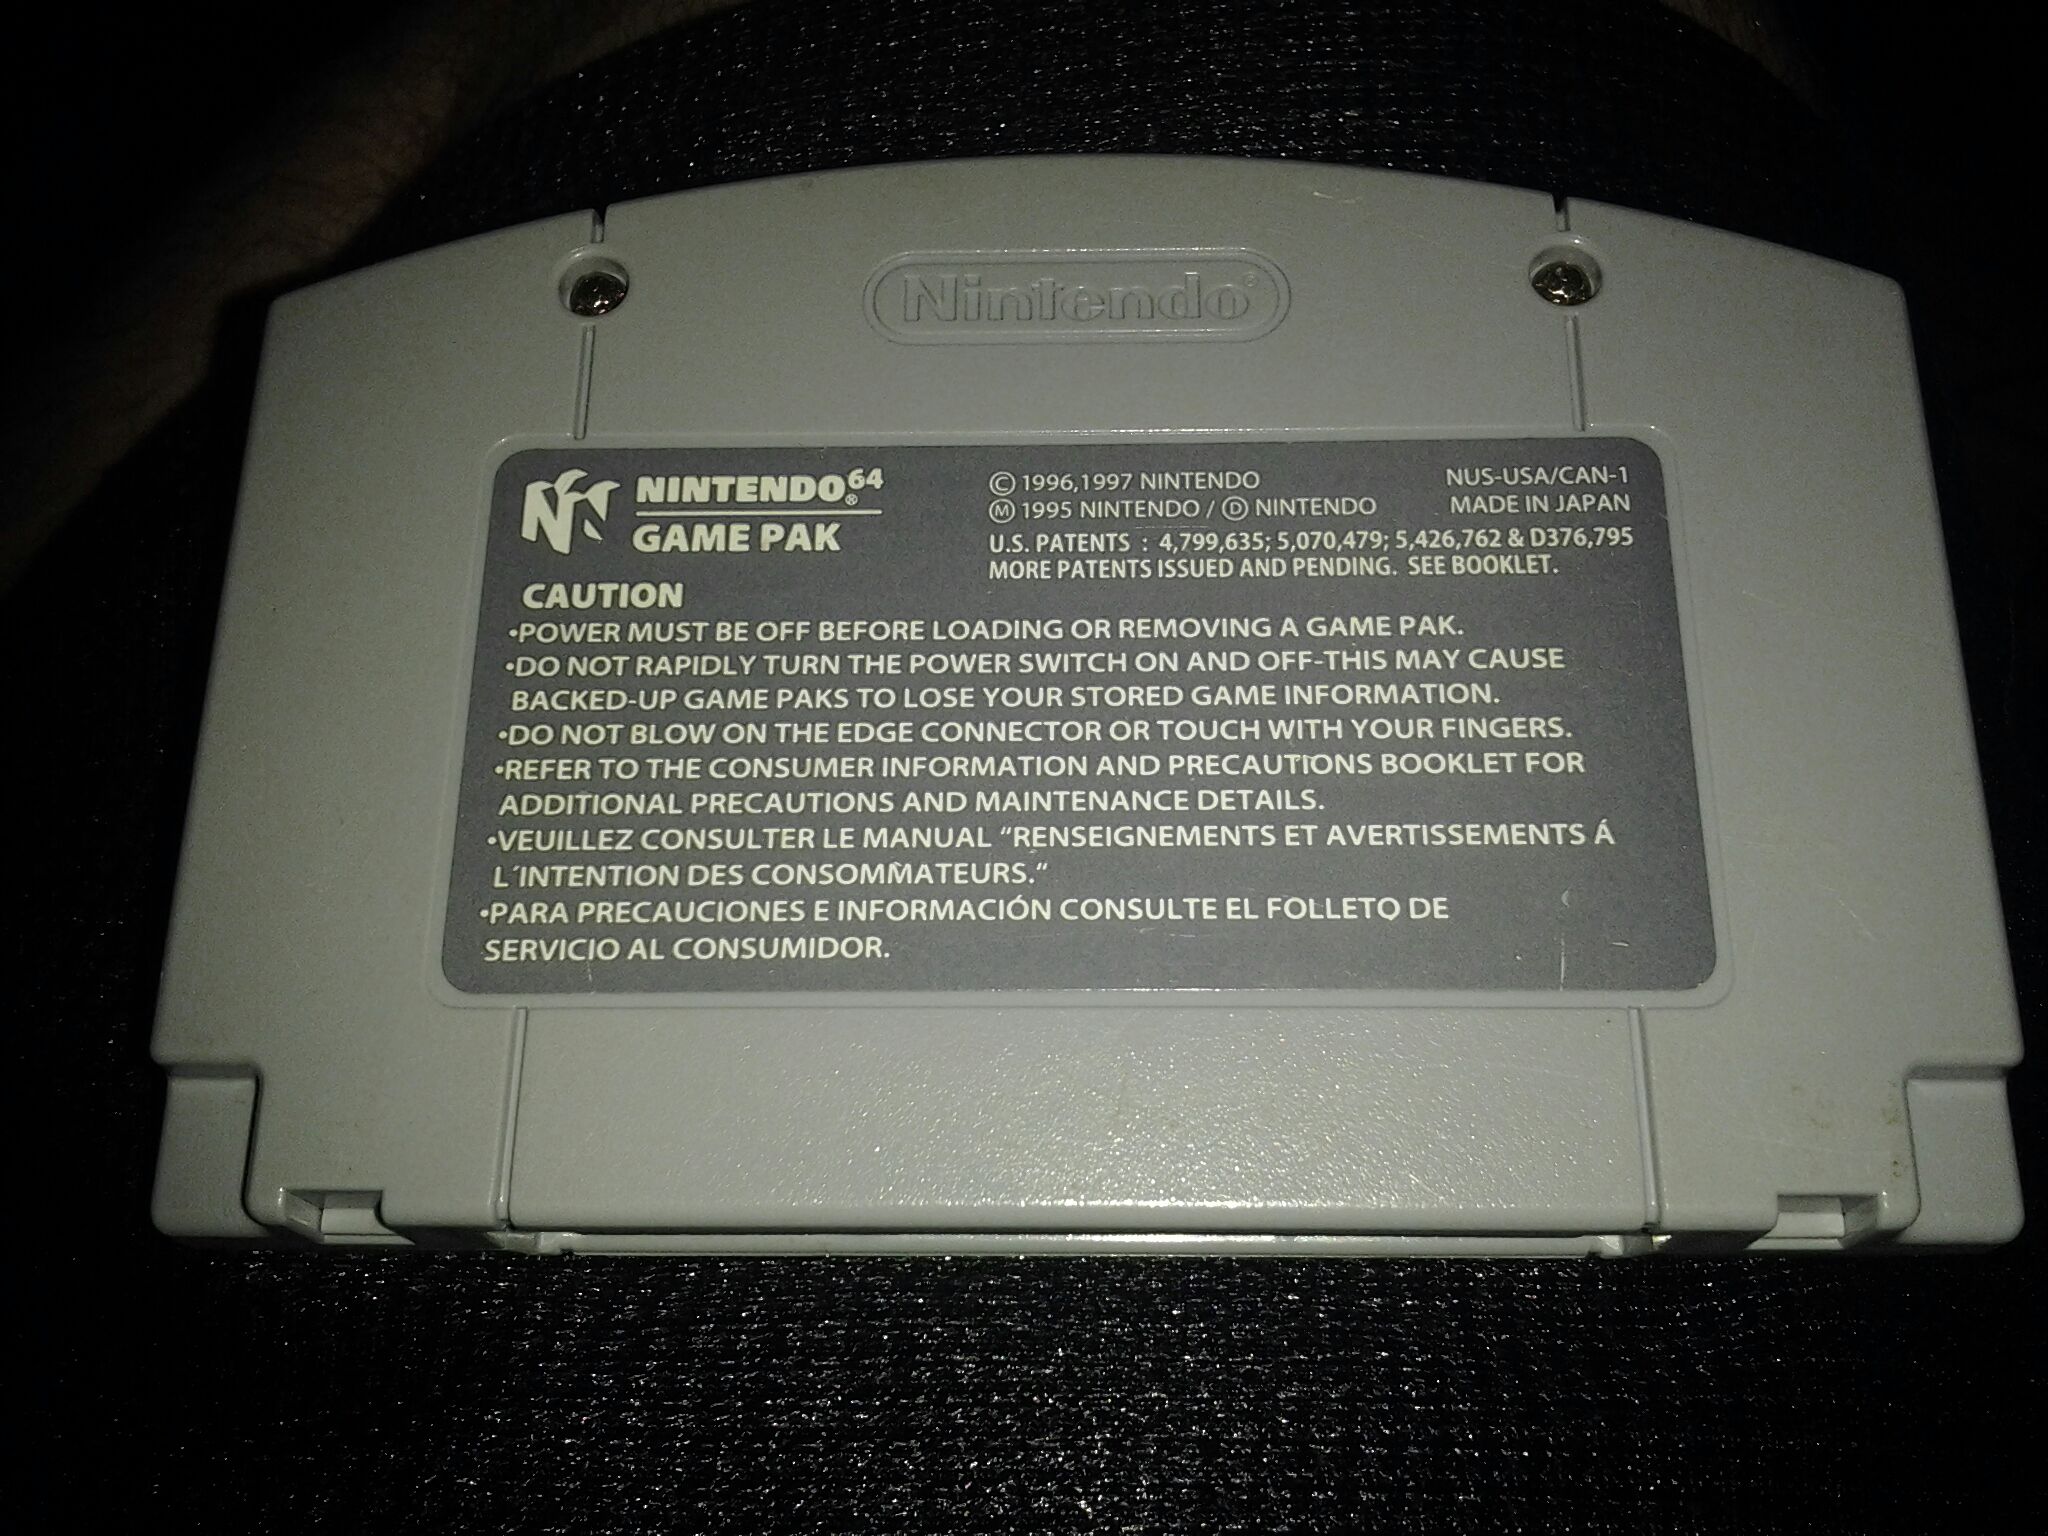 Nintendo®
NINTENDO®64
GAME PAK
© 1996,1997 NINTENDO
Ⓜ 1995 NINTENDO / Ⓓ NINTENDO
NUS-USA/CAN-1
MADE IN JAPAN
U.S. PATENTS : 4,799,635; 5,070,479; 5,426,762 & D376,795
MORE PATENTS ISSUED AND PENDING. SEE BOOKLET.
CAUTION
•POWER MUST BE OFF BEFORE LOADING OR REMOVING A GAME PAK.
•DO NOT RAPIDLY TURN THE POWER SWITCH ON AND OFF-THIS MAY CAUSE
BACKED-UP GAME PAKS TO LOSE YOUR STORED GAME INFORMATION.
•DO NOT BLOW ON THE EDGE CONNECTOR OR TOUCH WITH YOUR FINGERS.
•REFER TO THE CONSUMER INFORMATION AND PRECAUTIONS BOOKLET FOR
ADDITIONAL PRECAUTIONS AND MAINTENANCE DETAILS.
•VEUILLEZ CONSULTER LE MANUAL "RENSEIGNEMENTS ET AVERTISSEMENTS Á
L´INTENTION DES CONSOMMATEURS."
•PARA PRECAUCIONES E INFORMACIÓN CONSULTE EL FOLLETO DE
SERVICIO AL CONSUMIDOR.